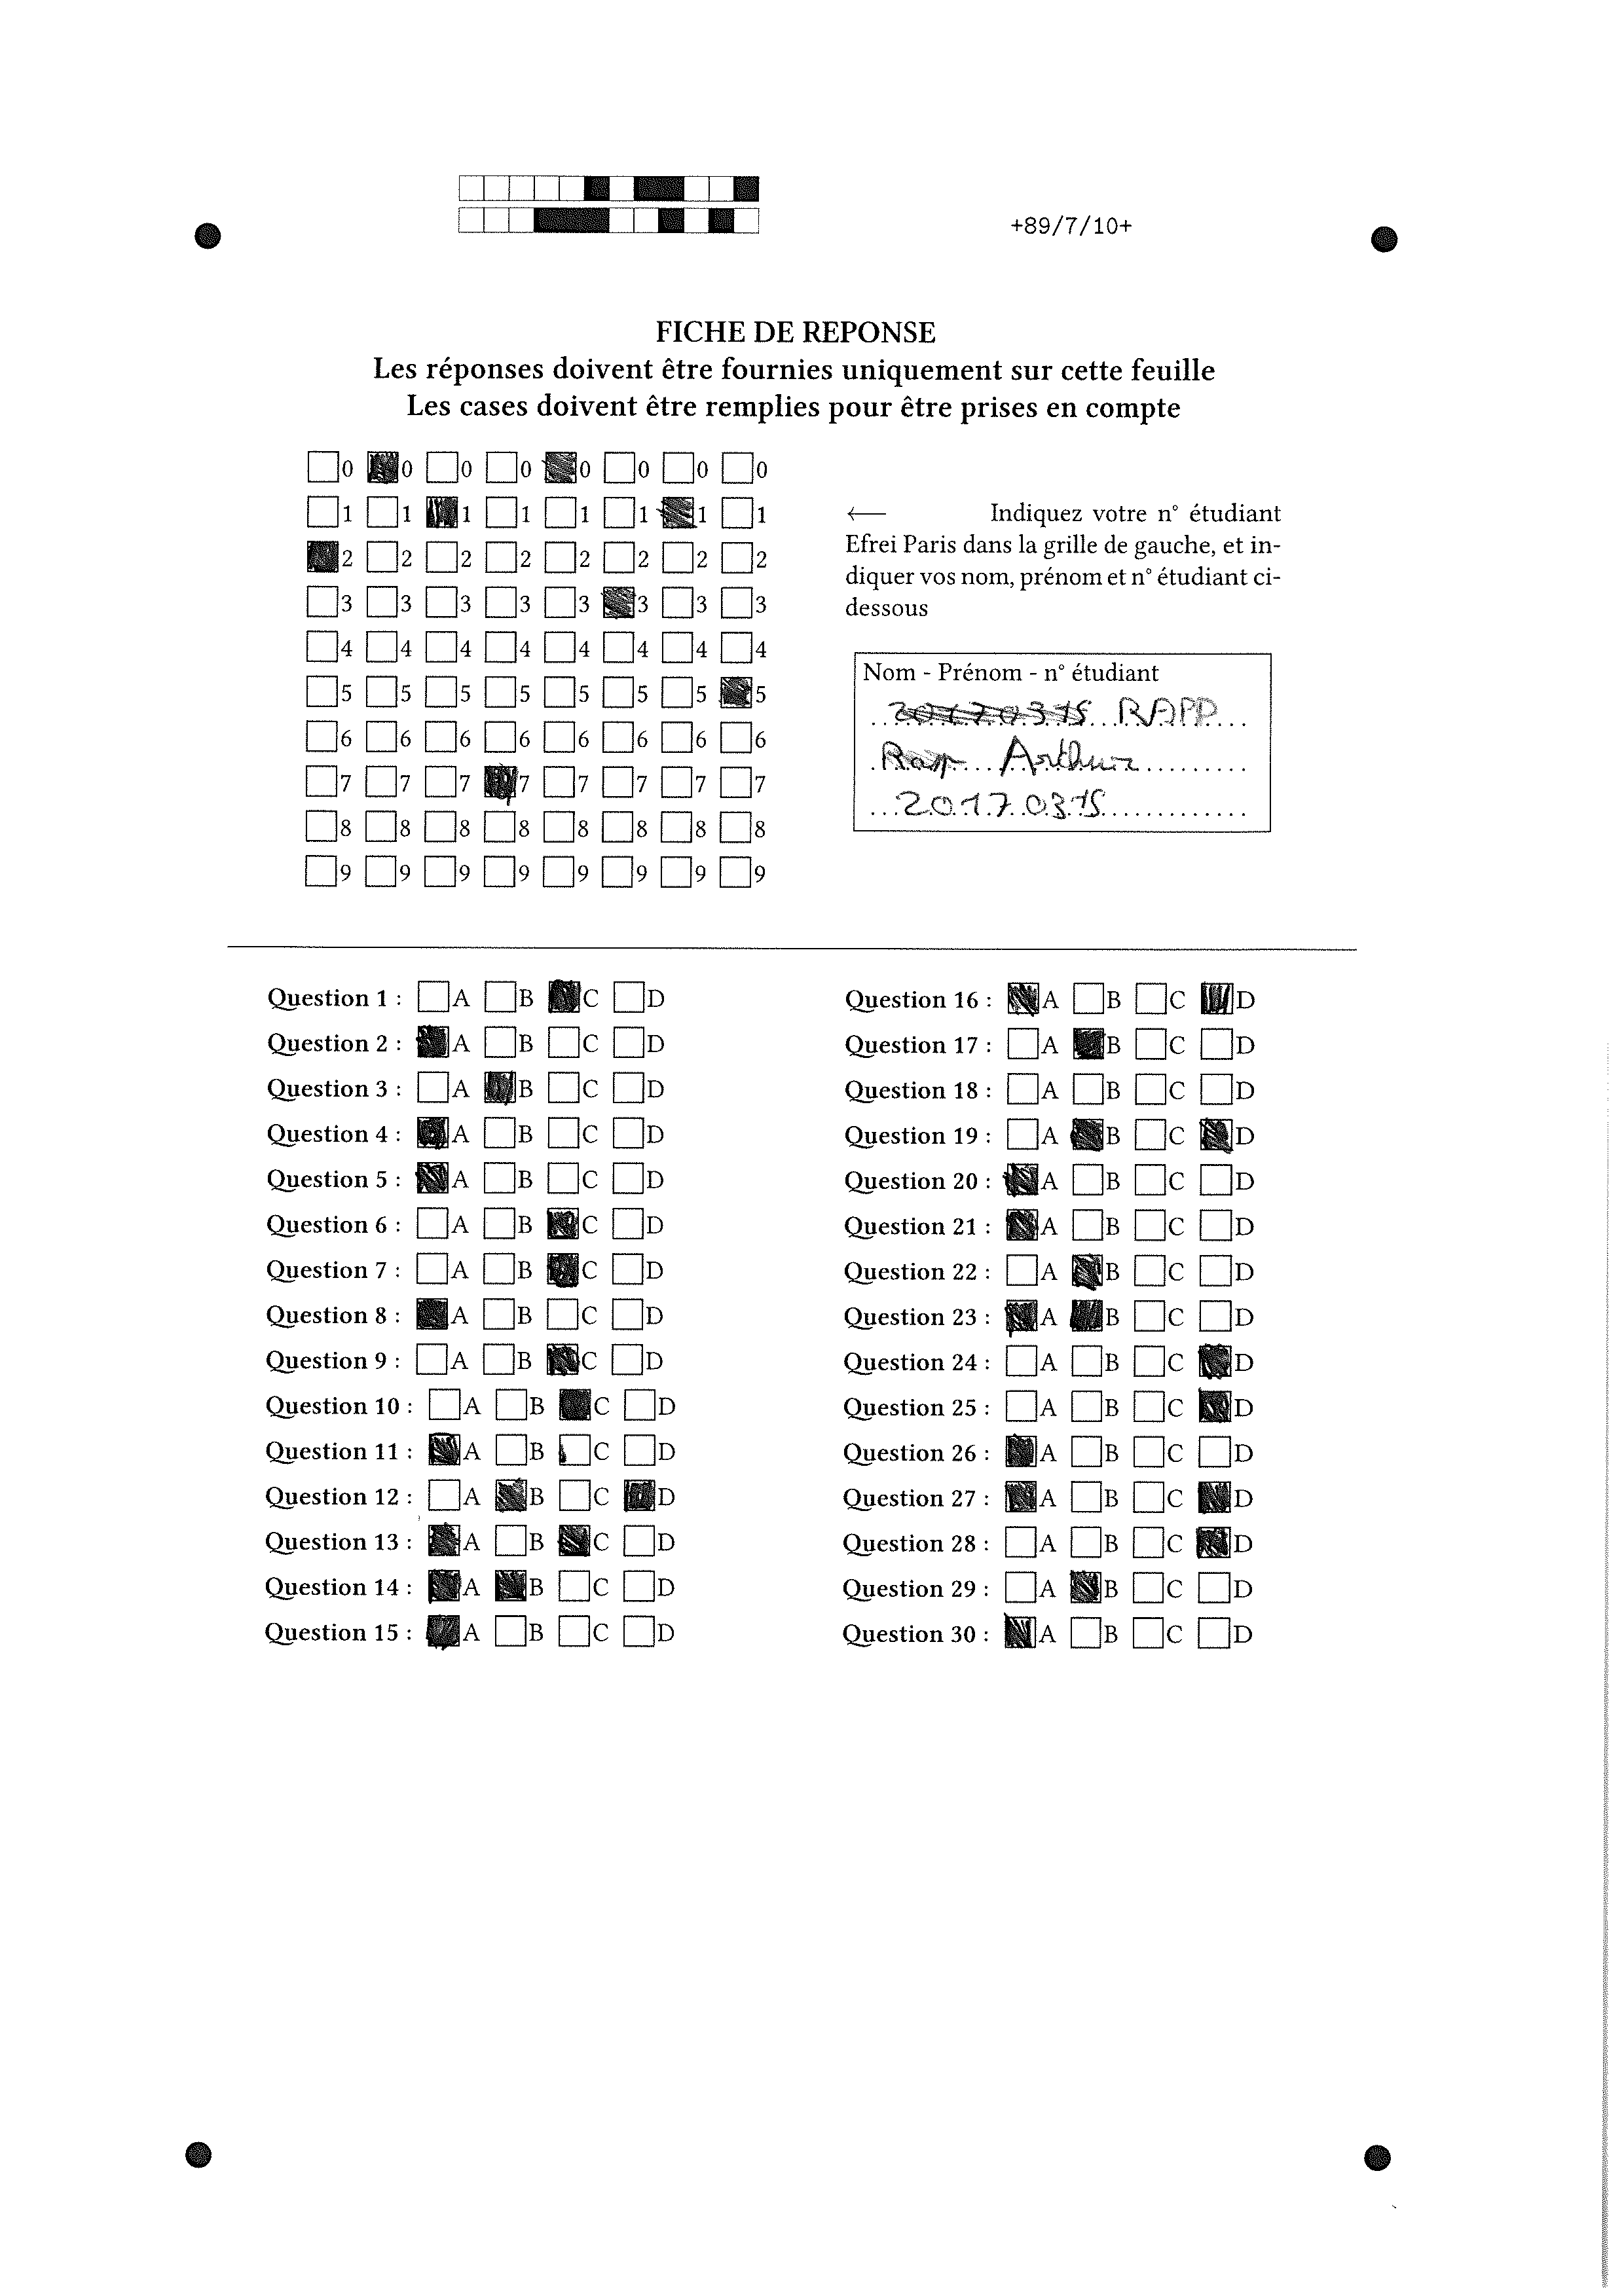 +89/7/10+
FICHE DE REPONSE
Les réponses doivent être fournies uniquement sur cette feuille
Les cases doivent être remplies pour être prises en compte
0 0 0 0 0 0 0 0
1 1 1 1 1 1 1 1
2 2 2 2 2 2 2 2
3 3 3 3 3 3 3 3
4 4 4 4 4 4 4 4
5 5 5 5 5 5 5 5
6 6 6 6 6 6 6 6
7 7 7 7 7 7 7 7
8 8 8 8 8 8 8 8
9 9 9 9 9 9 9 9
← Indiquez votre n° étudiant
Efrei Paris dans la grille de gauche, et in-
diquer vos nom, prénom et n° étudiant ci-
dessous
Nom - Prénom - n° étudiant
20170315 RAPP
Rapp Arthur
20170315
Question 1 : A B C D
Question 2 : A B C D
Question 3 : A B C D
Question 4 : A B C D
Question 5 : A B C D
Question 6 : A B C D
Question 7 : A B C D
Question 8 : A B C D
Question 9 : A B C D
Question 10 : A B C D
Question 11 : A B C D
Question 12 : A B C D
Question 13 : A B C D
Question 14 : A B C D
Question 15 : A B C D
Question 16 : A B C D
Question 17 : A B C D
Question 18 : A B C D
Question 19 : A B C D
Question 20 : A B C D
Question 21 : A B C D
Question 22 : A B C D
Question 23 : A B C D
Question 24 : A B C D
Question 25 : A B C D
Question 26 : A B C D
Question 27 : A B C D
Question 28 : A B C D
Question 29 : A B C D
Question 30 : A B C D